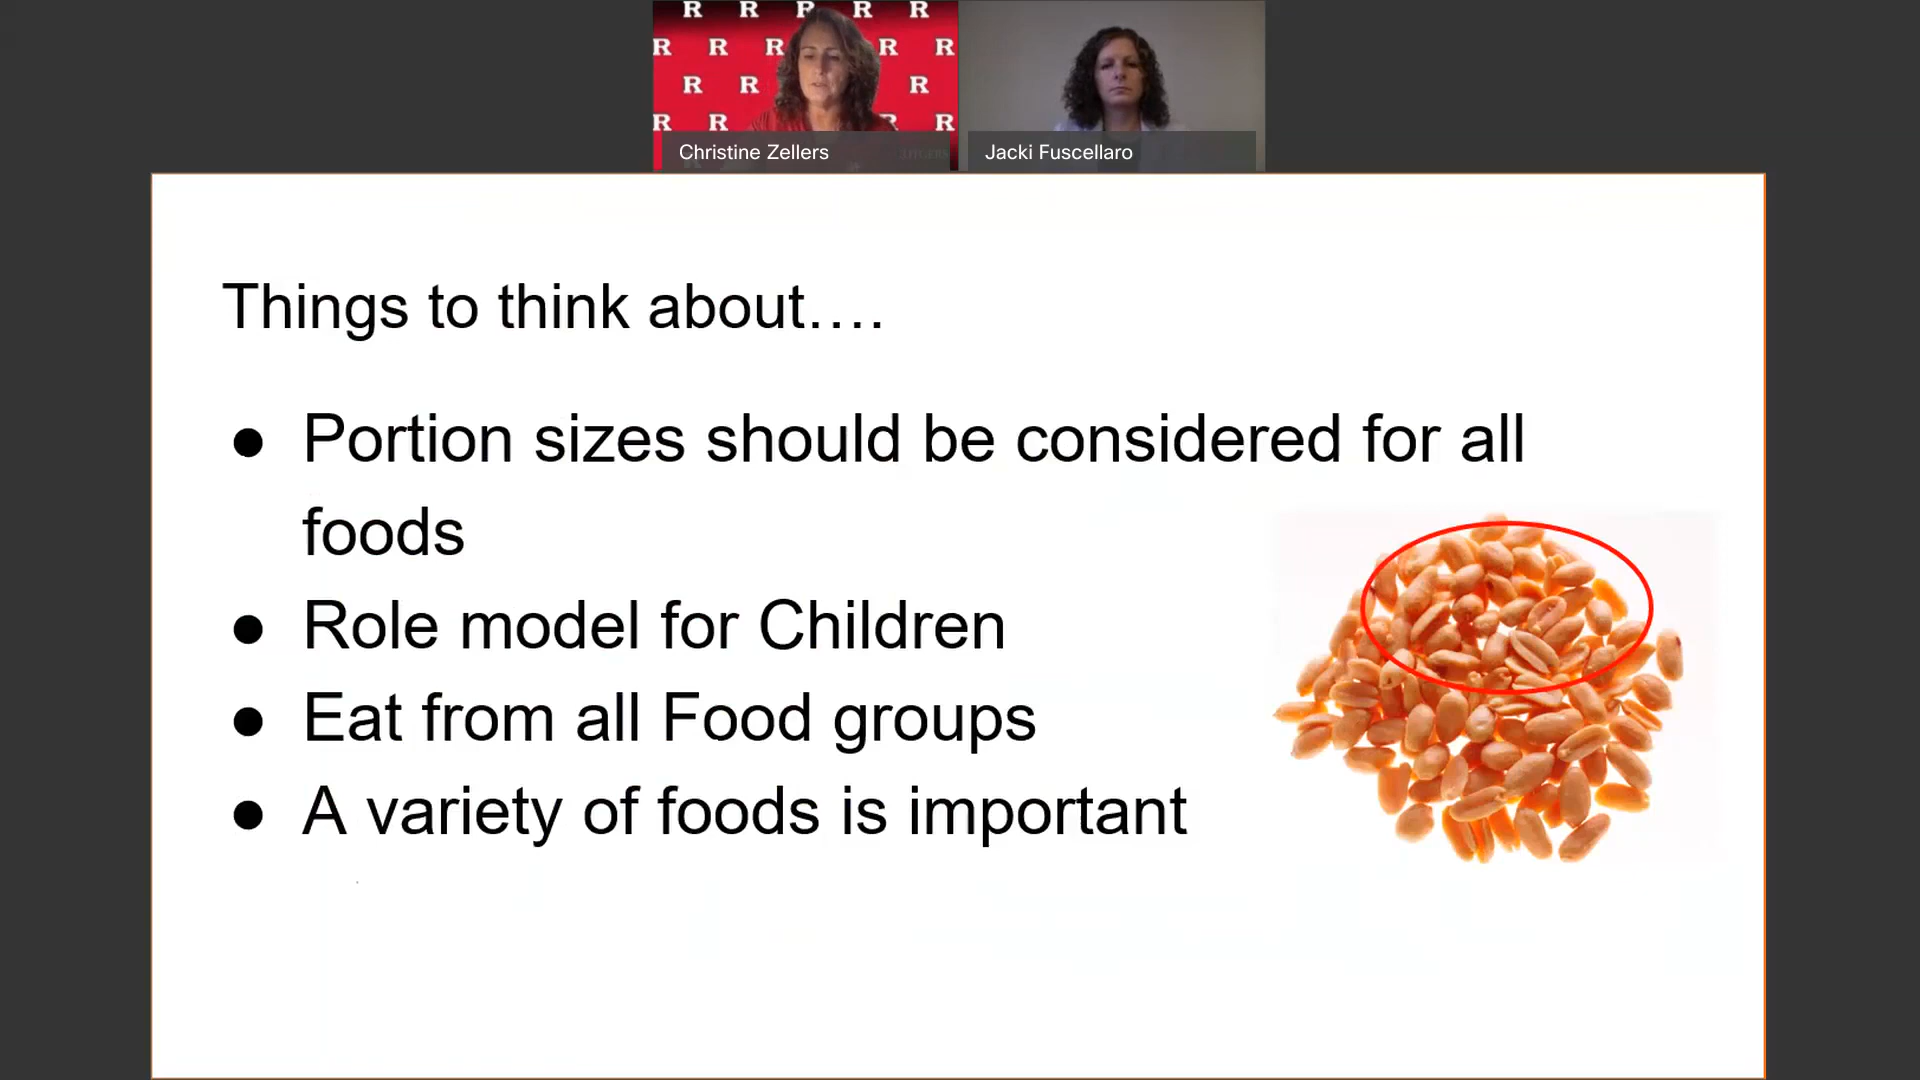 R R R R R
R R R R R
R R R
R R R R
Christine Zellers
Jacki Fuscellaro
Things to think about....
● Portion sizes should be considered for all
foods
● Role model for Children
● Eat from all Food groups
● A variety of foods is important